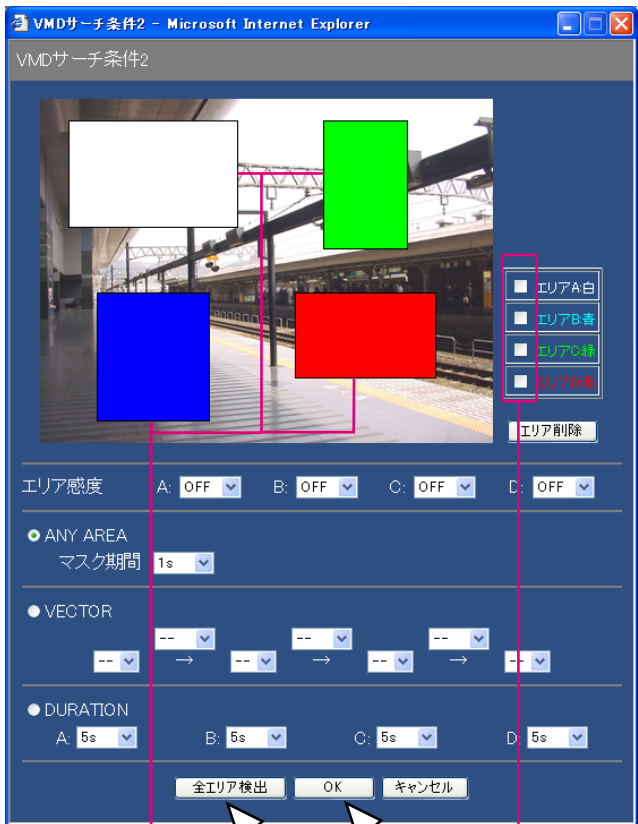 VMDサーチ条件2 - Microsoft Internet Explorer
VMDサーチ条件2
エリアA:白
エリアB:青
エリアC:緑
エリアD:赤
エリア削除
エリア感度 A: OFF B: OFF C: OFF D: OFF
ANY AREA
マスク期間 1s
VECTOR
-- -- --
-- → -- → -- → --
DURATION
A: 5s B: 5s C: 5s D: 5s
全エリア検出 OK キャンセル